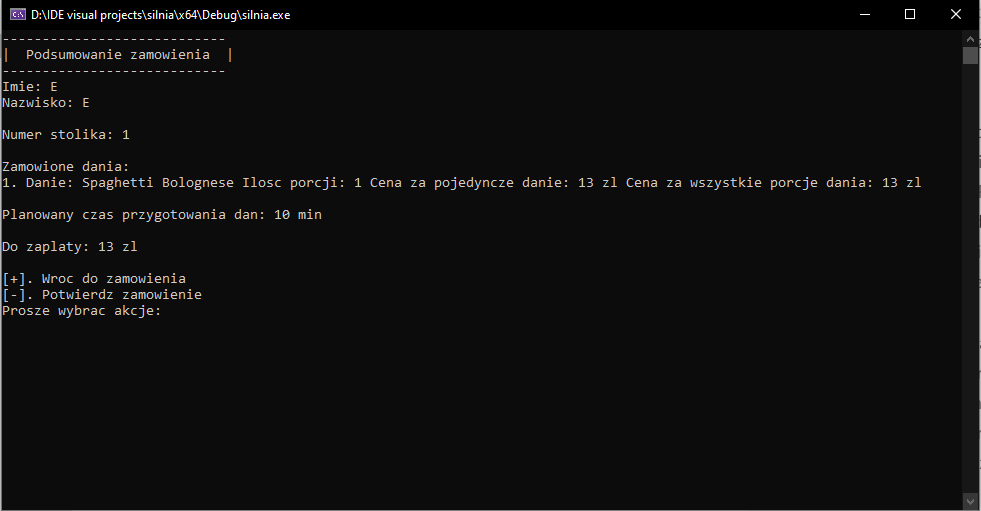 D:\IDE visual projects\silnia\x64\Debug\silnia.exe
----------------------------
|  Podsumowanie zamowienia  |
----------------------------
Imie: E
Nazwisko: E
Numer stolika: 1
Zamowione dania:
1. Danie: Spaghetti Bolognese Ilosc porcji: 1 Cena za pojedyncze danie: 13 zl Cena za wszystkie porcje dania: 13 zl
Planowany czas przygotowania dan: 10 min
Do zaplaty: 13 zl
[+]. Wroc do zamowienia
[-]. Potwierdz zamowienie
Prosze wybrac akcje: